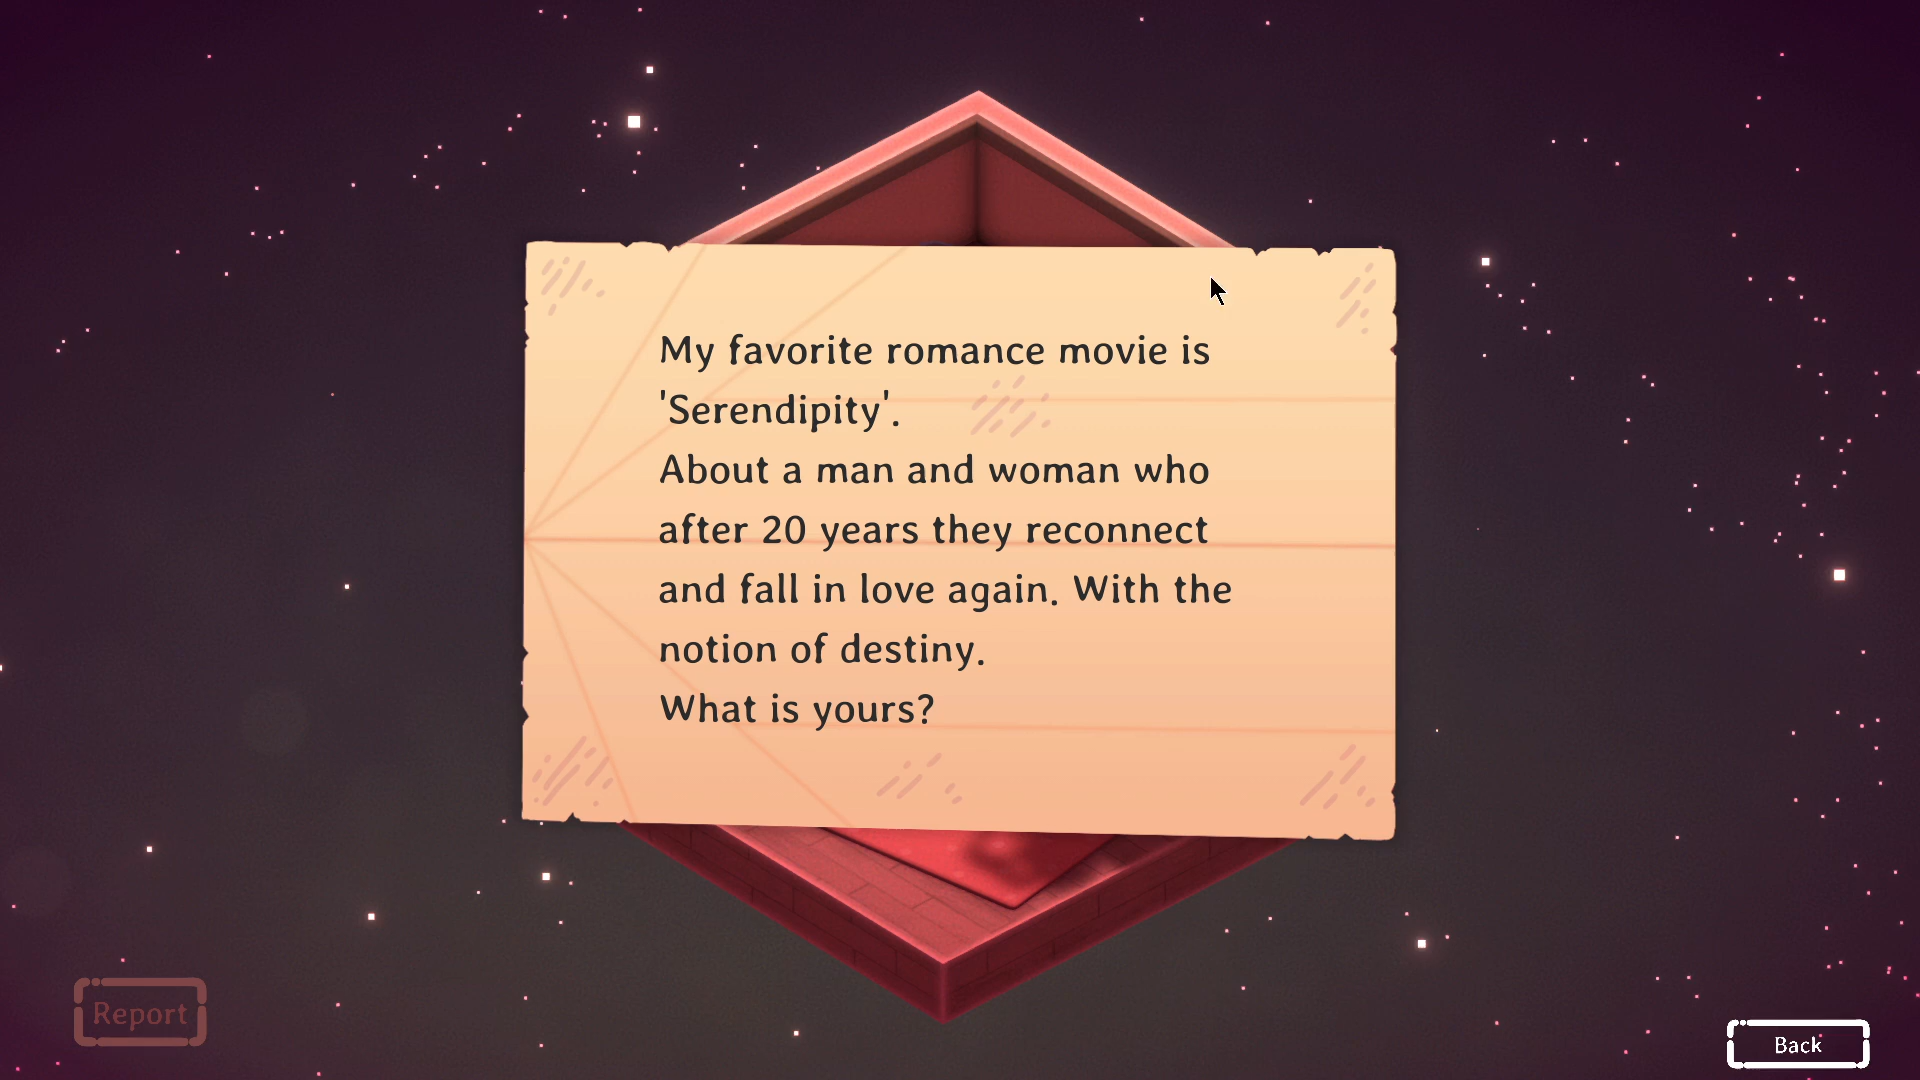 My favorite romance movie is
'Serendipity'.
About a man and woman who
after 20 years they reconnect
and fall in love again. With the
notion of destiny.
What is yours?
Report
Back